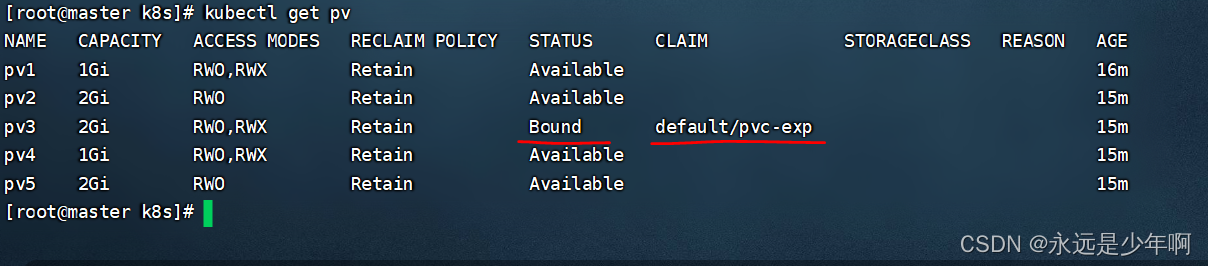 [root@master k8s]# kubectl get pv
NAME CAPACITY ACCESS MODES RECLAIM POLICY STATUS CLAIM STORAGECLASS REASON AGE
pv1 1Gi RWO,RWX Retain Available 16m
pv2 2Gi RWO Retain Available 15m
pv3 2Gi RWO,RWX Retain Bound default/pvc-exp 15m
pv4 1Gi RWO,RWX Retain Available 15m
pv5 2Gi RWO Retain Available 15m
[root@master k8s]#
CSDN @永远是少年啊